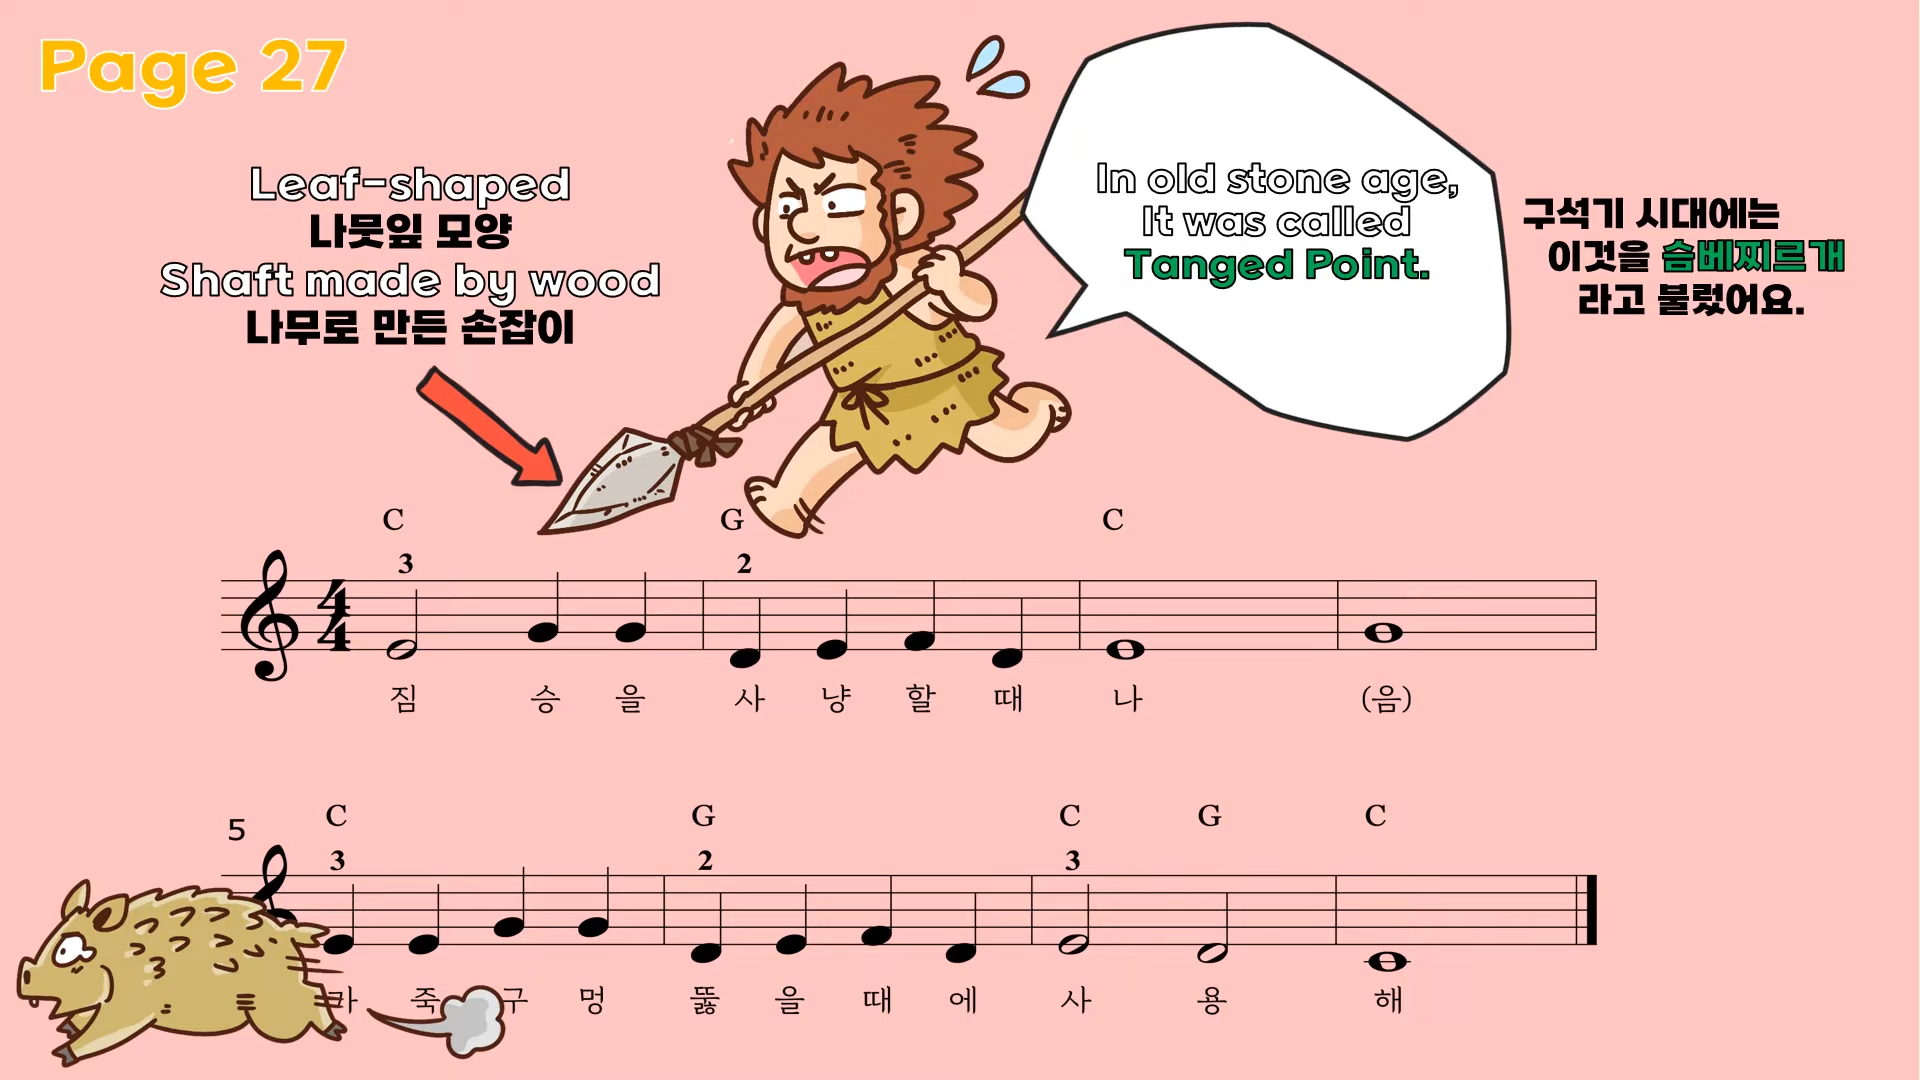 Page 27
Leaf-shaped
나뭇잎 모양
Shaft made by wood
나무로 만든 손잡이
In old stone age,
It was called
Tanged Point.
구석기 시대에는
이것을 슴베찌르개
라고 불렀어요.
C G C
3 2
4
4
짐 승 을 사 냥 할 때 나 (음)
C G C G C
5
3 2 3
죽 구 멍 뚫 을 때 에 사 용 해